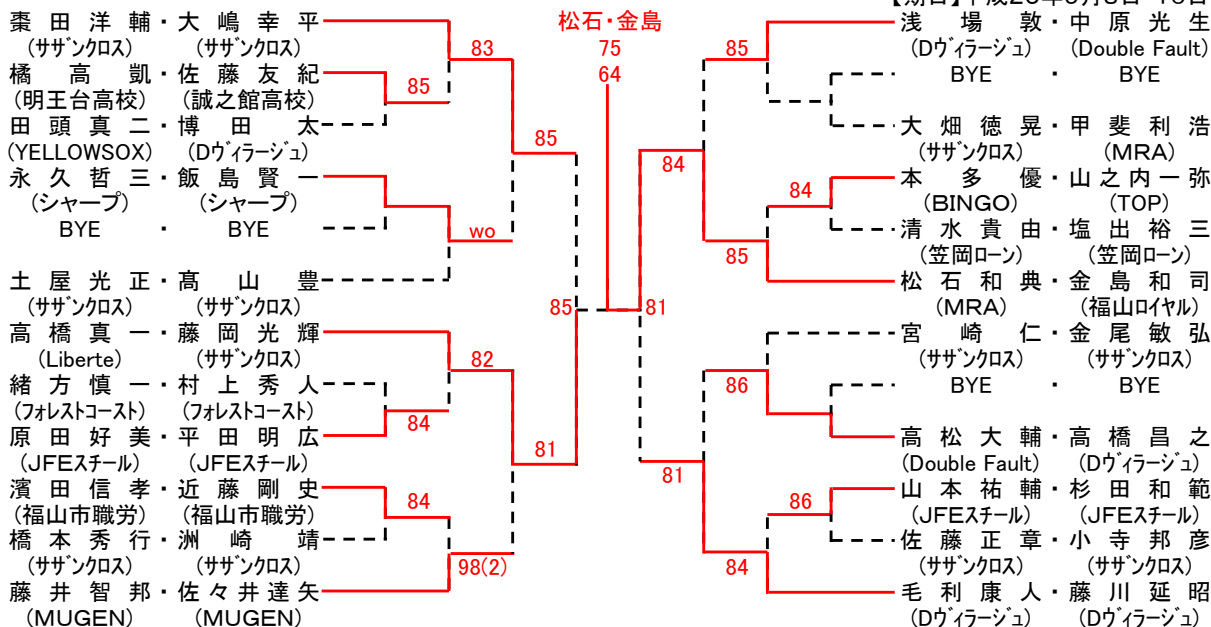 棗田洋輔・大嶋幸平
(サザンクロス) (サザンクロス)
橘高凱・佐藤友紀
(明王台高校) (誠之館高校)
田頭真二・博田太
(YELLOWSOX) (Dヴィラージュ)
永久哲三・飯島賢一
(シャープ) (シャープ)
BYE ・ BYE
土屋光正・髙山豊
(サザンクロス) (サザンクロス)
高橋真一・藤岡光輝
(Liberte) (サザンクロス)
緒方慎一・村上秀人
(フォレストコースト) (フォレストコースト)
原田好美・平田明広
(JFEスチール) (JFEスチール)
濱田信孝・近藤剛史
(福山市職労) (福山市職労)
橋本秀行・洲崎靖
(サザンクロス) (サザンクロス)
藤井智邦・佐々井達矢
(MUGEN) (MUGEN)
83
85
85
wo
85
82
84
81
84
98(2)
松石・金島
75
64
81
85
84
84
85
86
81
86
84
浅場敦・中原光生
(Dヴィラージュ) (Double Fault)
BYE ・ BYE
大畑徳晃・甲斐利浩
(サザンクロス) (MRA)
本多優・山之内一弥
(BINGO) (TOP)
清水貴由・塩出裕三
(笠岡ローン) (笠岡ローン)
松石和典・金島和司
(MRA) (福山ロイヤル)
宮崎仁・金尾敏弘
(サザンクロス) (サザンクロス)
BYE ・ BYE
高松大輔・高橋昌之
(Double Fault) (Dヴィラージュ)
山本祐輔・杉田和範
(JFEスチール) (JFEスチール)
佐藤正章・小寺邦彦
(サザンクロス) (サザンクロス)
毛利康人・藤川延昭
(Dヴィラージュ) (Dヴィラージュ)